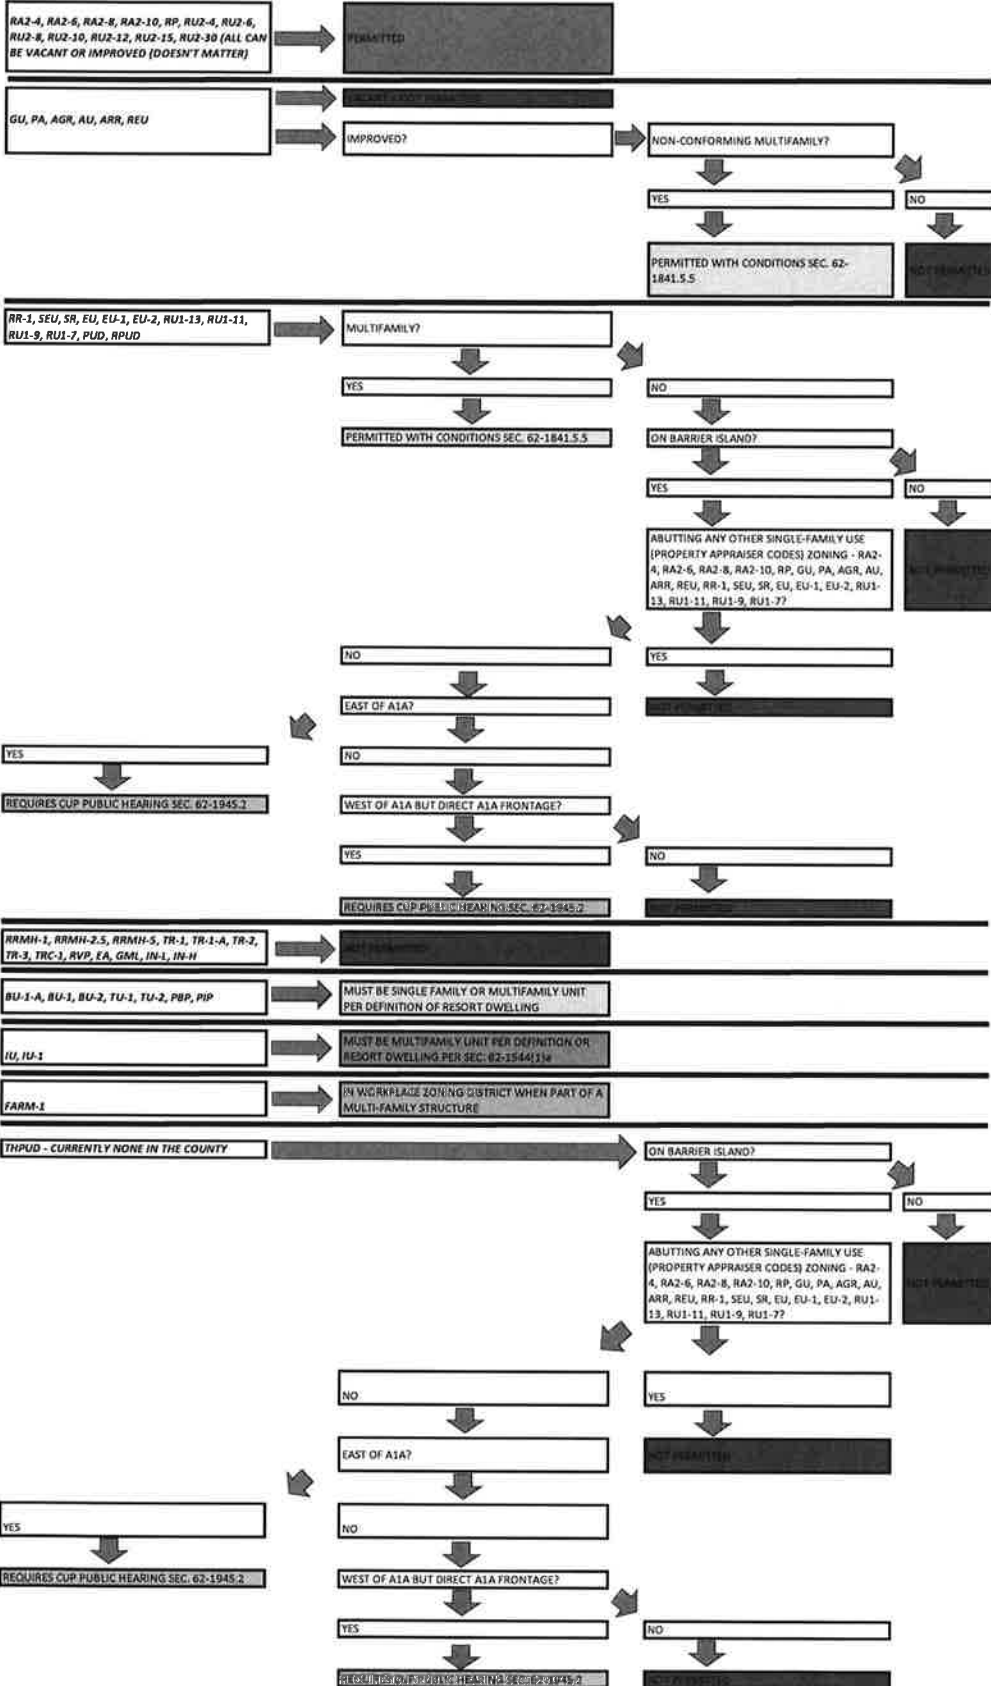 RA2-4, RA2-6, RA2-8, RA2-10, RP, RU2-4, RU2-6,
RU2-8, RU2-10, RU2-12, RU2-15, RU2-30 (ALL CAN
BE VACANT OR IMPROVED (DOESN'T MATTER)
PERMITTED
GU, PA, AGR, AU, ARR, REU
VACANT = NOT PERMITTED
IMPROVED?
NON-CONFORMING MULTIFAMILY?
YES
NO
PERMITTED WITH CONDITIONS SEC. 62-
1841.5.5
NOT PERMITTED
RR-1, SEU, SR, EU, EU-1, EU-2, RU1-13, RU1-11,
RU1-9, RU1-7, PUD, RPUD
MULTIFAMILY?
YES
NO
PERMITTED WITH CONDITIONS SEC. 62-1841.5.5
ON BARRIER ISLAND?
YES
NO
ABUTTING ANY OTHER SINGLE-FAMILY USE
(PROPERTY APPRAISER CODES) ZONING - RA2-
4, RA2-6, RA2-8, RA2-10, RP, GU, PA, AGR, AU,
ARR, REU, RR-1, SEU, SR, EU, EU-1, EU-2, RU1-
13, RU1-11, RU1-9, RU1-7?
NOT PERMITTED
NO
YES
EAST OF A1A?
NOT PERMITTED
YES
NO
REQUIRES CUP PUBLIC HEARING SEC. 62-1945.2
WEST OF A1A BUT DIRECT A1A FRONTAGE?
YES
NO
REQUIRES CUP PUBLIC HEARING SEC. 62-1945.2
NOT PERMITTED
RRMH-1, RRMH-2.5, RRMH-5, TR-1, TR-1-A, TR-2,
TR-3, TRC-1, RVP, EA, GML, IN-L, IN-H
NOT PERMITTED
BU-1-A, BU-1, BU-2, TU-1, TU-2, PBP, PIP
MUST BE SINGLE FAMILY OR MULTIFAMILY UNIT
PER DEFINITION OF RESORT DWELLING
IU, IU-1
MUST BE MULTIFAMILY UNIT PER DEFINITION OR
RESORT DWELLING PER SEC. 62-1544(1)e
FARM-1
IN WORKPLACE ZONING DISTRICT WHEN PART OF A
MULTI-FAMILY STRUCTURE
THPUD - CURRENTLY NONE IN THE COUNTY
ON BARRIER ISLAND?
YES
NO
ABUTTING ANY OTHER SINGLE-FAMILY USE
(PROPERTY APPRAISER CODES) ZONING - RA2-
4, RA2-6, RA2-8, RA2-10, RP, GU, PA, AGR, AU,
ARR, REU, RR-1, SEU, SR, EU, EU-1, EU-2, RU1-
13, RU1-11, RU1-9, RU1-7?
NOT PERMITTED
NO
YES
EAST OF A1A?
NOT PERMITTED
YES
NO
REQUIRES CUP PUBLIC HEARING SEC. 62-1945.2
WEST OF A1A BUT DIRECT A1A FRONTAGE?
YES
NO
REQUIRES CUP PUBLIC HEARING SEC. 62-1945.2
NOT PERMITTED